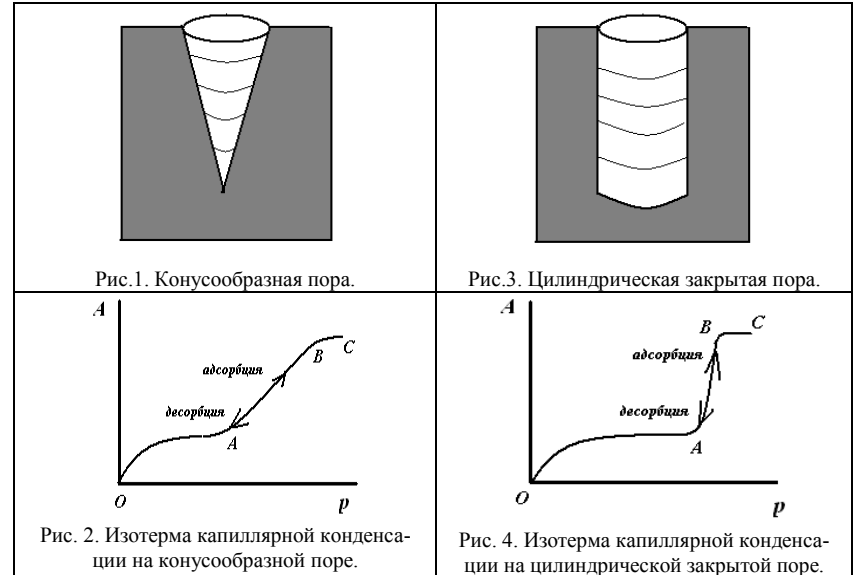 Рис.1. Конусообразная пора.
Рис.3. Цилиндрическая закрытая пора.
A
B
C
адсорбция
десорбция
A
O
p
Рис. 2. Изотерма капиллярной конденса-
ции на конусообразной поре.
A
B
C
адсорбция
десорбция
A
O
p
Рис. 4. Изотерма капиллярной конденса-
ции на цилиндрической закрытой поре.